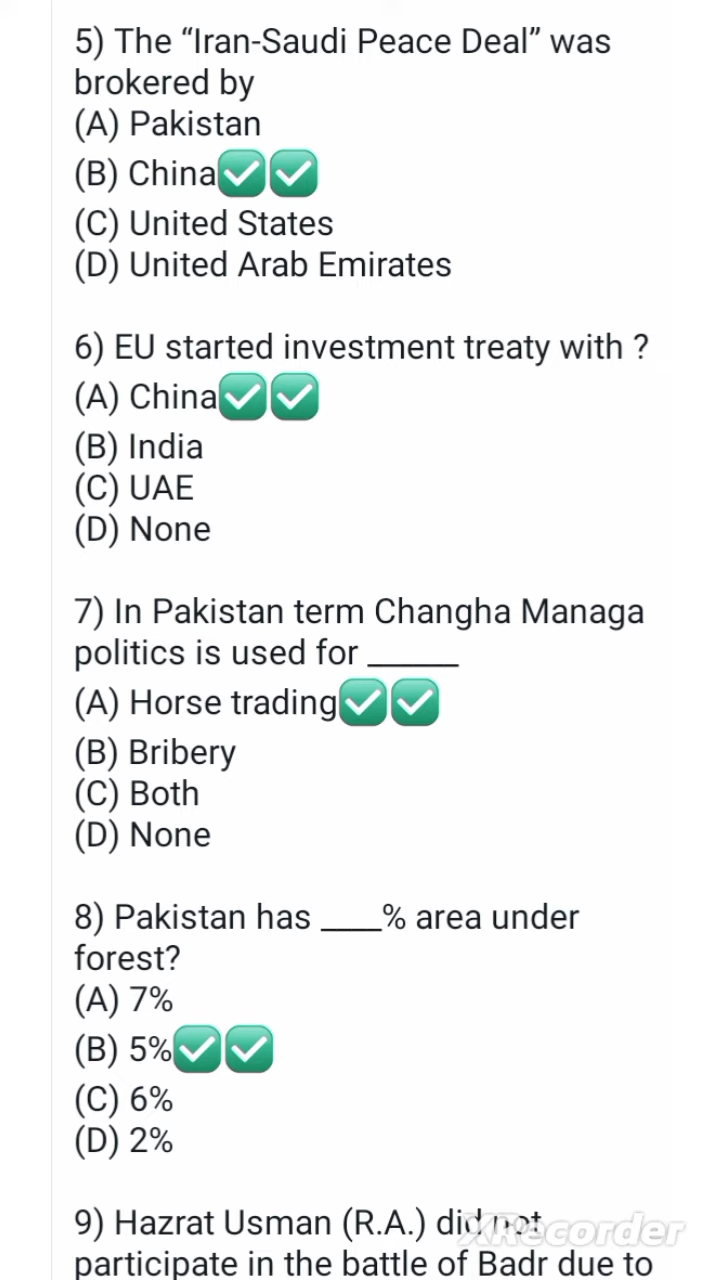 5) The “Iran-Saudi Peace Deal” was
brokered by
(A) Pakistan
(B) China✅✅
(C) United States
(D) United Arab Emirates
6) EU started investment treaty with ?
(A) China✅✅
(B) India
(C) UAE
(D) None
7) In Pakistan term Changha Managa
politics is used for ______
(A) Horse trading✅✅
(B) Bribery
(C) Both
(D) None
8) Pakistan has ____% area under
forest?
(A) 7%
(B) 5%✅✅
(C) 6%
(D) 2%
9) Hazrat Usman (R.A.) did not
XRecorder
participate in the battle of Badr due to